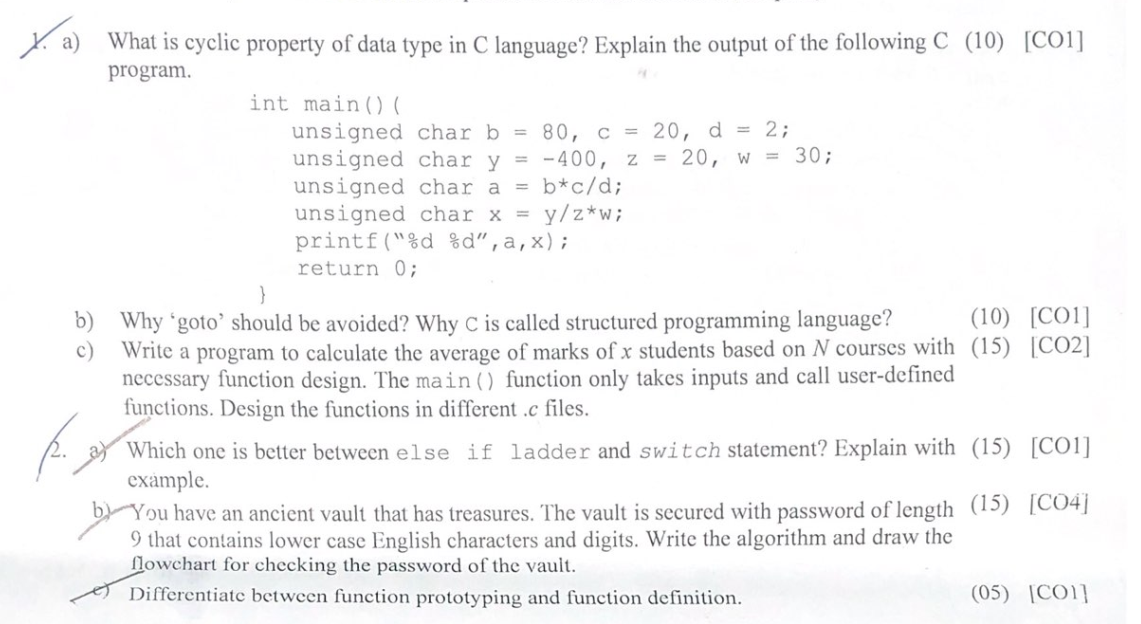 1. a) What is cyclic property of data type in C language? Explain the output of the following C (10) [CO1]
program.
int main() (
unsigned char b = 80, c = 20, d = 2;
unsigned char y = -400, z = 20, w = 30;
unsigned char a = b*c/d;
unsigned char x = y/z*w;
printf("%d %d",a,x);
return 0;
}
b) Why ‘goto’ should be avoided? Why C is called structured programming language? (10) [CO1]
c) Write a program to calculate the average of marks of x students based on N courses with (15) [CO2]
necessary function design. The main() function only takes inputs and call user-defined
functions. Design the functions in different .c files.
2. a) Which one is better between else if ladder and switch statement? Explain with (15) [CO1]
example.
b) You have an ancient vault that has treasures. The vault is secured with password of length (15) [CO4]
9 that contains lower case English characters and digits. Write the algorithm and draw the
flowchart for checking the password of the vault.
c) Differentiate between function prototyping and function definition. (05) [CO1]